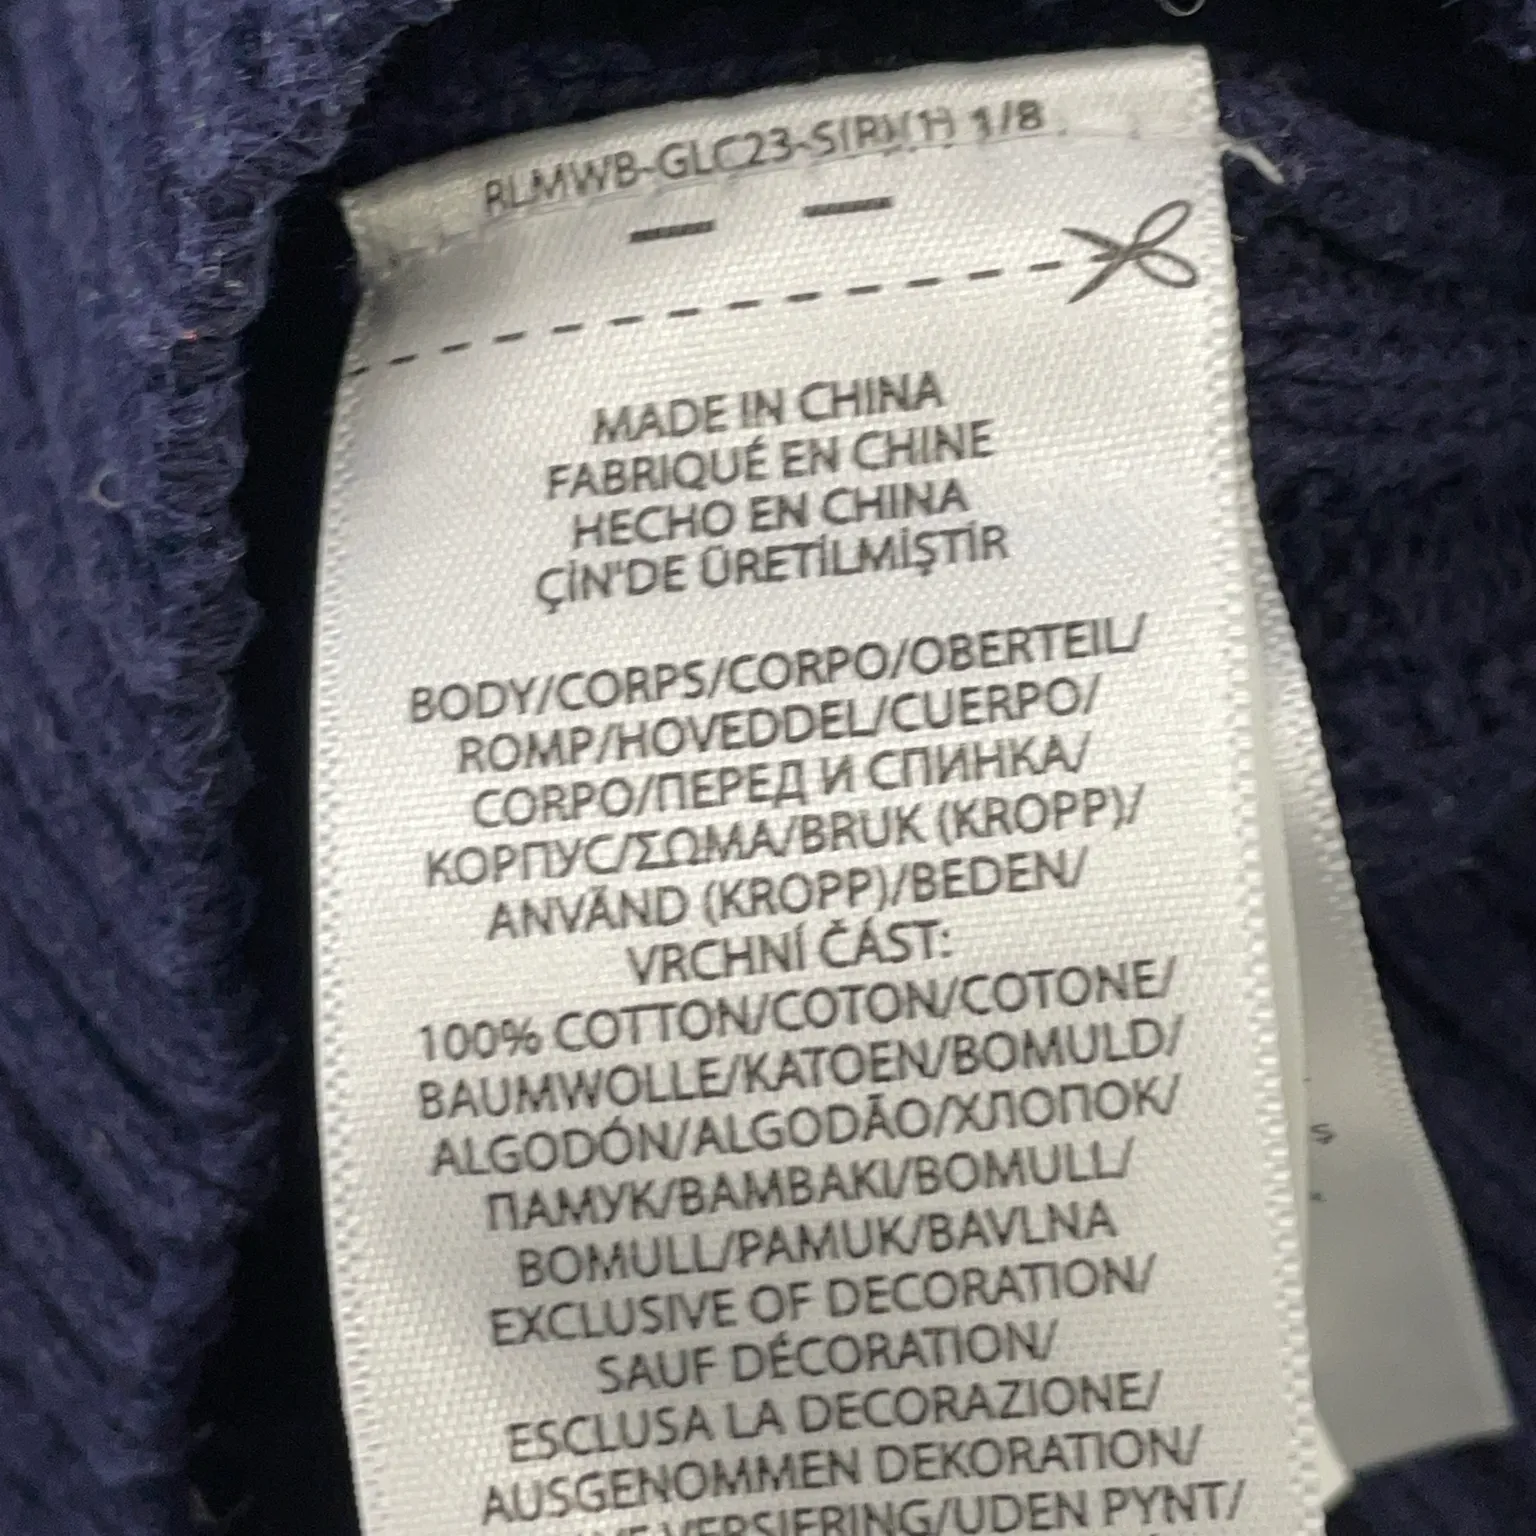 RLMWB-GLC23-S(R)(1) 1/8
MADE IN CHINA
FABRIQUÉ EN CHINE
HECHO EN CHINA
ÇİN'DE ÜRETİLMİŞTİR
BODY/CORPS/CORPO/OBERTEIL/
ROMP/HOVEDDEL/CUERPO/
CORPO/ПЕРЕД И СПИНКА/
КОРПУС/ΣΩΜΑ/BRUK (KROPP)/
ANVÄND (KROPP)/BEDEN/
VRCHNÍ ČÁST:
100% COTTON/COTON/COTONE/
BAUMWOLLE/KATOEN/BOMULD/
ALGODÓN/ALGODÃO/ХЛОПОК/
ПАМУК/BAMBAKI/BOMULL/
BOMULL/PAMUK/BAVLNA
EXCLUSIVE OF DECORATION/
SAUF DÉCORATION/
ESCLUSA LA DECORAZIONE/
AUSGENOMMEN DEKORATION/
VERSIERING/UDEN PYNT/